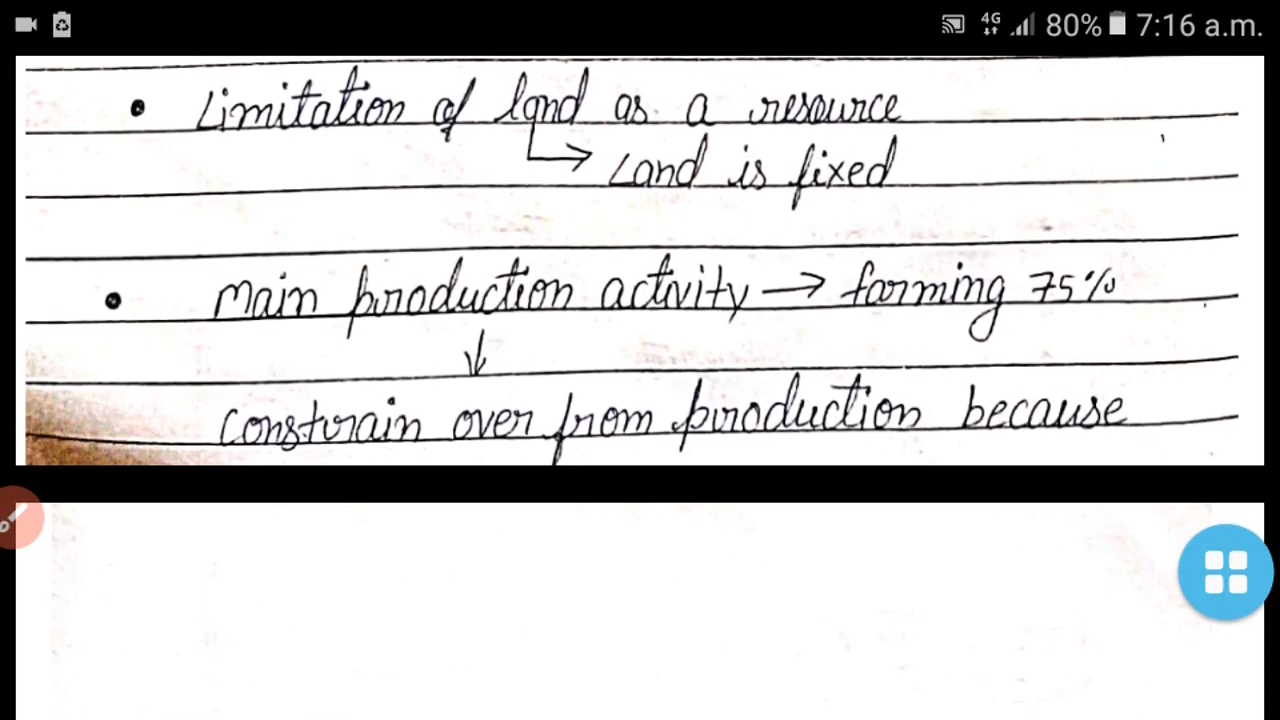 4G 80% 7:16 a.m.
• Limitation of land as a resource
→ Land is fixed
• Main production activity → farming 75%
↓
Constrain over from production because